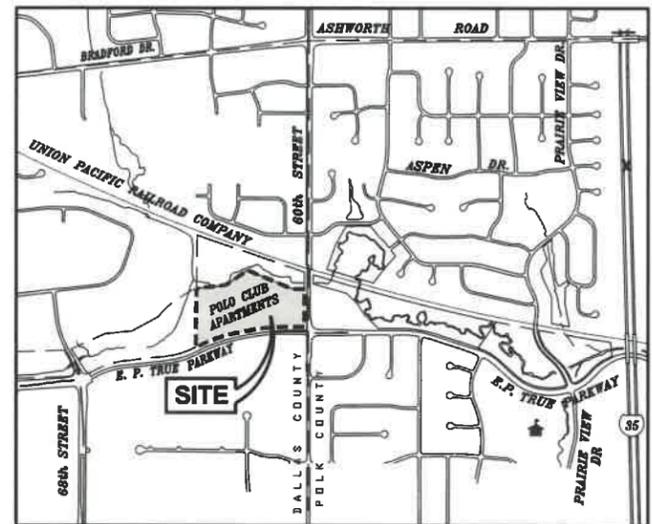 ASHWORTH ROAD
BRADFORD DR.
PRAIRIE VIEW DR.
UNION PACIFIC RAILROAD COMPANY
60th STREET
ASPEN DR.
POLO CLUB
APARTMENTS
E.P. TRUE PARKWAY
SITE
E.P. TRUE PARKWAY
68th STREET
DALLAS COUNTY
POLK COUNTY
PRAIRIE VIEW
DR
35